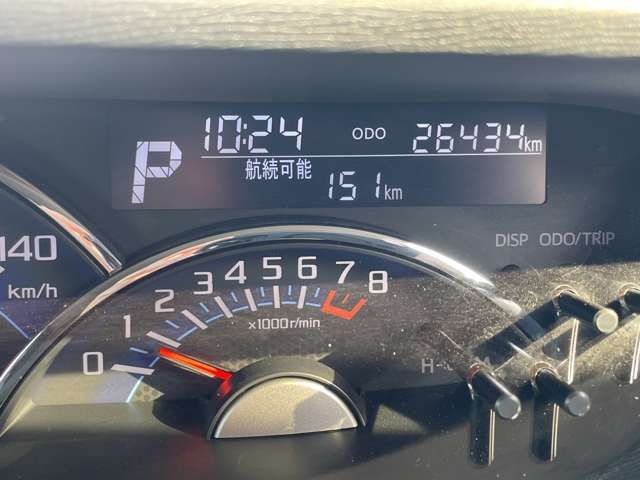 P 10:24 ODO 26434km
航続可能
151km
DISP ODO/TRIP
140
km/h
0 1 2 3 4 5 6 7 8
x1000r/min